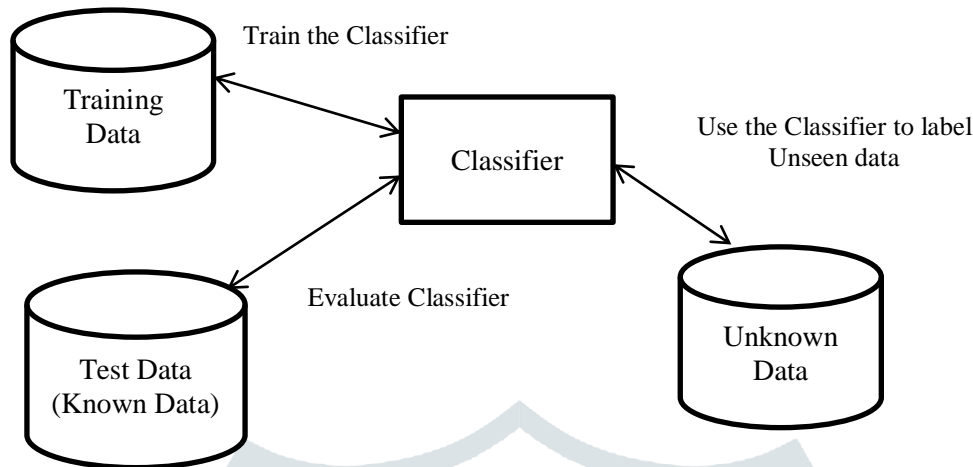 Train the Classifier
Training
Data
Classifier
Use the Classifier to label
Unseen data
Evaluate Classifier
Test Data
(Known Data)
Unknown
Data